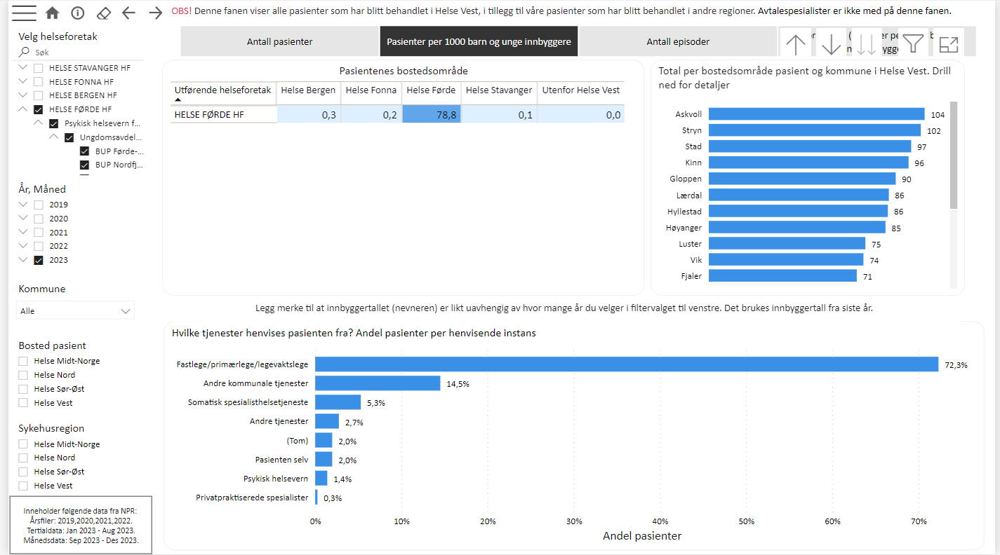 OBS! Denne fanen viser alle pasienter som har blitt behandlet i Helse Vest, i tillegg til våre pasienter som har blitt behandlet i andre regioner. Avtalespesialister er ikke med på denne fanen.
Velg helseforetak
Søk
HELSE STAVANGER HF
HELSE FONNA HF
HELSE BERGEN HF
HELSE FØRDE HF
Psykisk helsevern f...
Ungdomsavdel...
BUP Førde-...
BUP Nordfj...
År, Måned
2019
2020
2021
2022
2023
Kommune
Alle
Bosted pasient
Helse Midt-Norge
Helse Nord
Helse Sør-Øst
Helse Vest
Sykehusregion
Helse Midt-Norge
Helse Nord
Helse Sør-Øst
Helse Vest
Inneholder følgende data fra NPR:
Årsfiler: 2019,2020,2021,2022.
Tertialdata: Jan 2023 - Aug 2023.
Månedsdata: Sep 2023 - Des 2023.
Antall pasienter
Pasienter per 1000 barn og unge innbyggere
Antall episoder
Pasientenes bostedsområde
Utførende helseforetak Helse Bergen Helse Fonna Helse Førde Helse Stavanger Utenfor Helse Vest
HELSE FØRDE HF 0,3 0,2 78,8 0,1 0,0
Total per bostedsområde pasient og kommune i Helse Vest. Drill
ned for detaljer
Askvoll 104
Stryn 102
Stad 97
Kinn 96
Gloppen 90
Lærdal 86
Hyllestad 86
Høyanger 85
Luster 75
Vik 74
Fjaler 71
Legg merke til at innbyggertallet (nevneren) er likt uavhengig av hvor mange år du velger i filtervalget til venstre. Det brukes innbyggertall fra siste år.
Hvilke tjenester henvises pasienten fra? Andel pasienter per henvisende instans
Fastlege/primærlege/legevaktslege 72,3%
Andre kommunale tjenester 14,5%
Somatisk spesialisthelsetjeneste 5,3%
Andre tjenester 2,7%
(Tom) 2,0%
Pasienten selv 2,0%
Psykisk helsevern 1,4%
Privatpraktiserede spesialister 0,3%
0% 10% 20% 30% 40% 50% 60% 70%
Andel pasienter